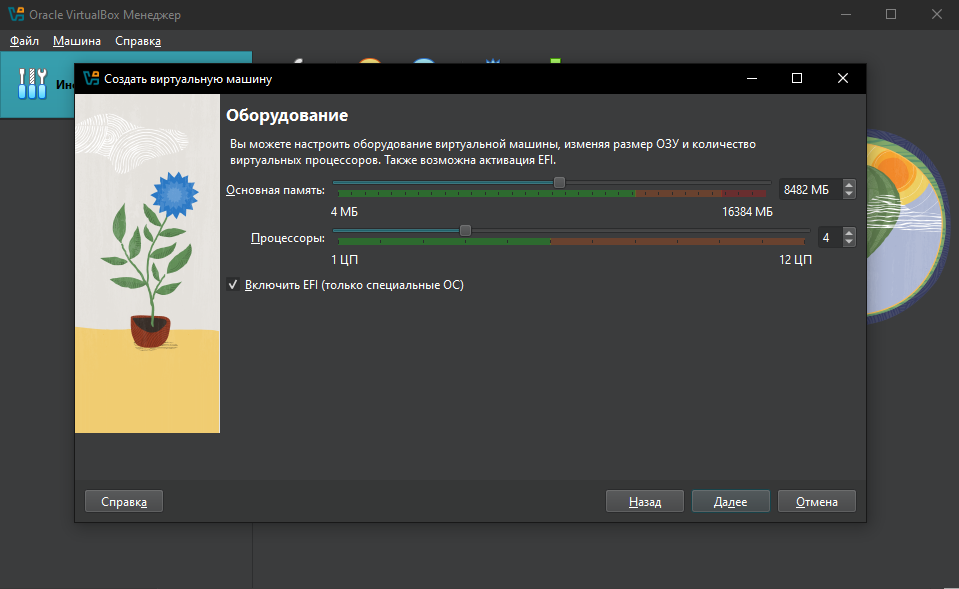 Oracle VirtualBox Менеджер
Файл Машина Справка
Создать виртуальную машину
Оборудование
Вы можете настроить оборудование виртуальной машины, изменяя размер ОЗУ и количество
виртуальных процессоров. Также возможна активация EFI.
Основная память: 8482 МБ
4 МБ 16384 МБ
Процессоры: 4
1 ЦП 12 ЦП
Включить EFI (только специальные ОС)
Справка Назад Далее Отмена